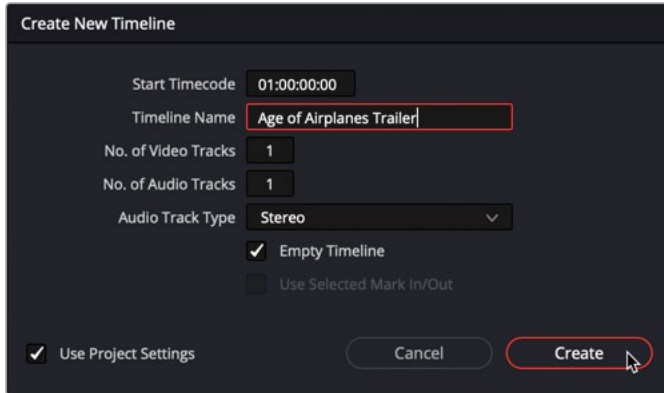 Create New Timeline
Start Timecode 01:00:00:00
Timeline Name Age of Airplanes Trailer
No. of Video Tracks 1
No. of Audio Tracks 1
Audio Track Type Stereo
Empty Timeline
Use Selected Mark In/Out
Use Project Settings Cancel Create